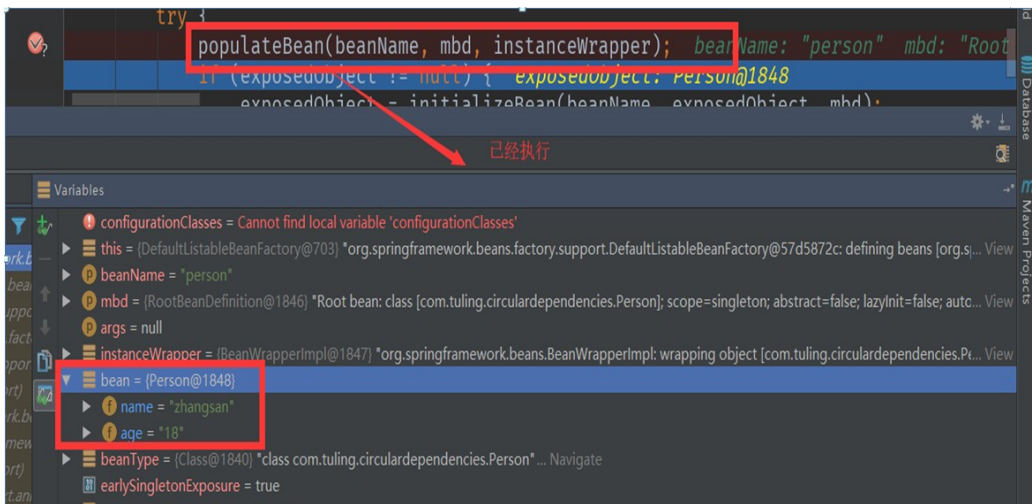 try {
populateBean(beanName, mbd, instanceWrapper); beanName: "person" mbd: "Root
if (exposedObject != null) { exposedObject: Person@1848
exposedObject = initializeBean(beanName, exposedObject, mbd);
已经执行
Database
Maven Projects
Variables
configurationClasses = Cannot find local variable 'configurationClasses'
this = {DefaultListableBeanFactory@703} "org.springframework.beans.factory.support.DefaultListableBeanFactory@57d5872c: defining beans [org.s... View
beanName = "person"
mbd = {RootBeanDefinition@1846} "Root bean: class [com.tuling.circulardependencies.Person]; scope=singleton; abstract=false; lazyInit=false; autc... View
args = null
instanceWrapper = {BeanWrapperImpl@1847} "org.springframework.beans.BeanWrapperImpl: wrapping object [com.tuling.circulardependencies.Pe... View
bean = {Person@1848}
name = "zhangsan"
age = "18"
beanType = {Class@1840} "class com.tuling.circulardependencies.Person" ... Navigate
earlySingletonExposure = true